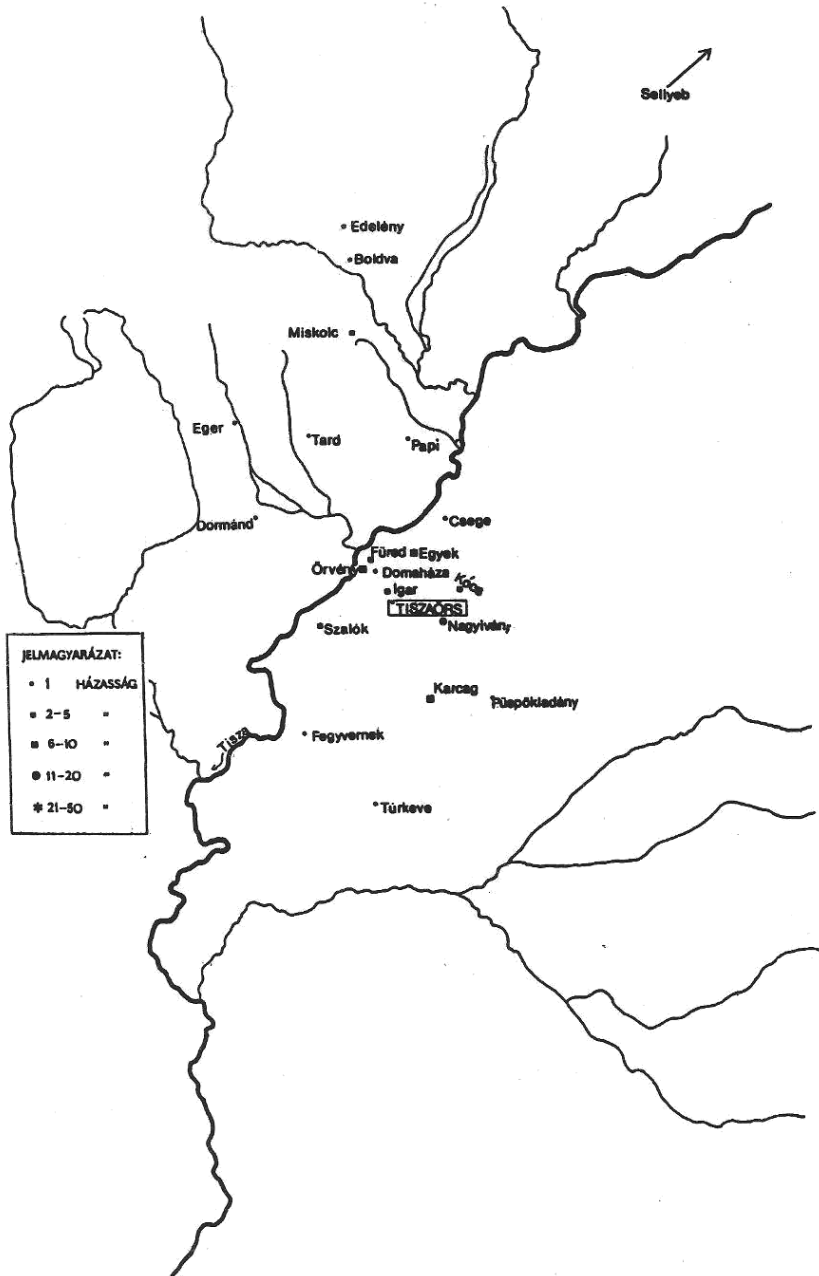 Sellyeb
Edelény
Boldva
Miskolc
Eger
Tard
Papi
Dormánd
Csege
Füred
Egyek
Örvény
Domaháza
Kócs
Igar
TISZAÖRS
Szalók
Nagyiván
JELMAGYARÁZAT:
1 HÁZASSÁG
2-5 "
6-10 "
11-20 "
21-50 "
Karcag
Püspökladány
Tisza
Fegyvernek
Túrkeve